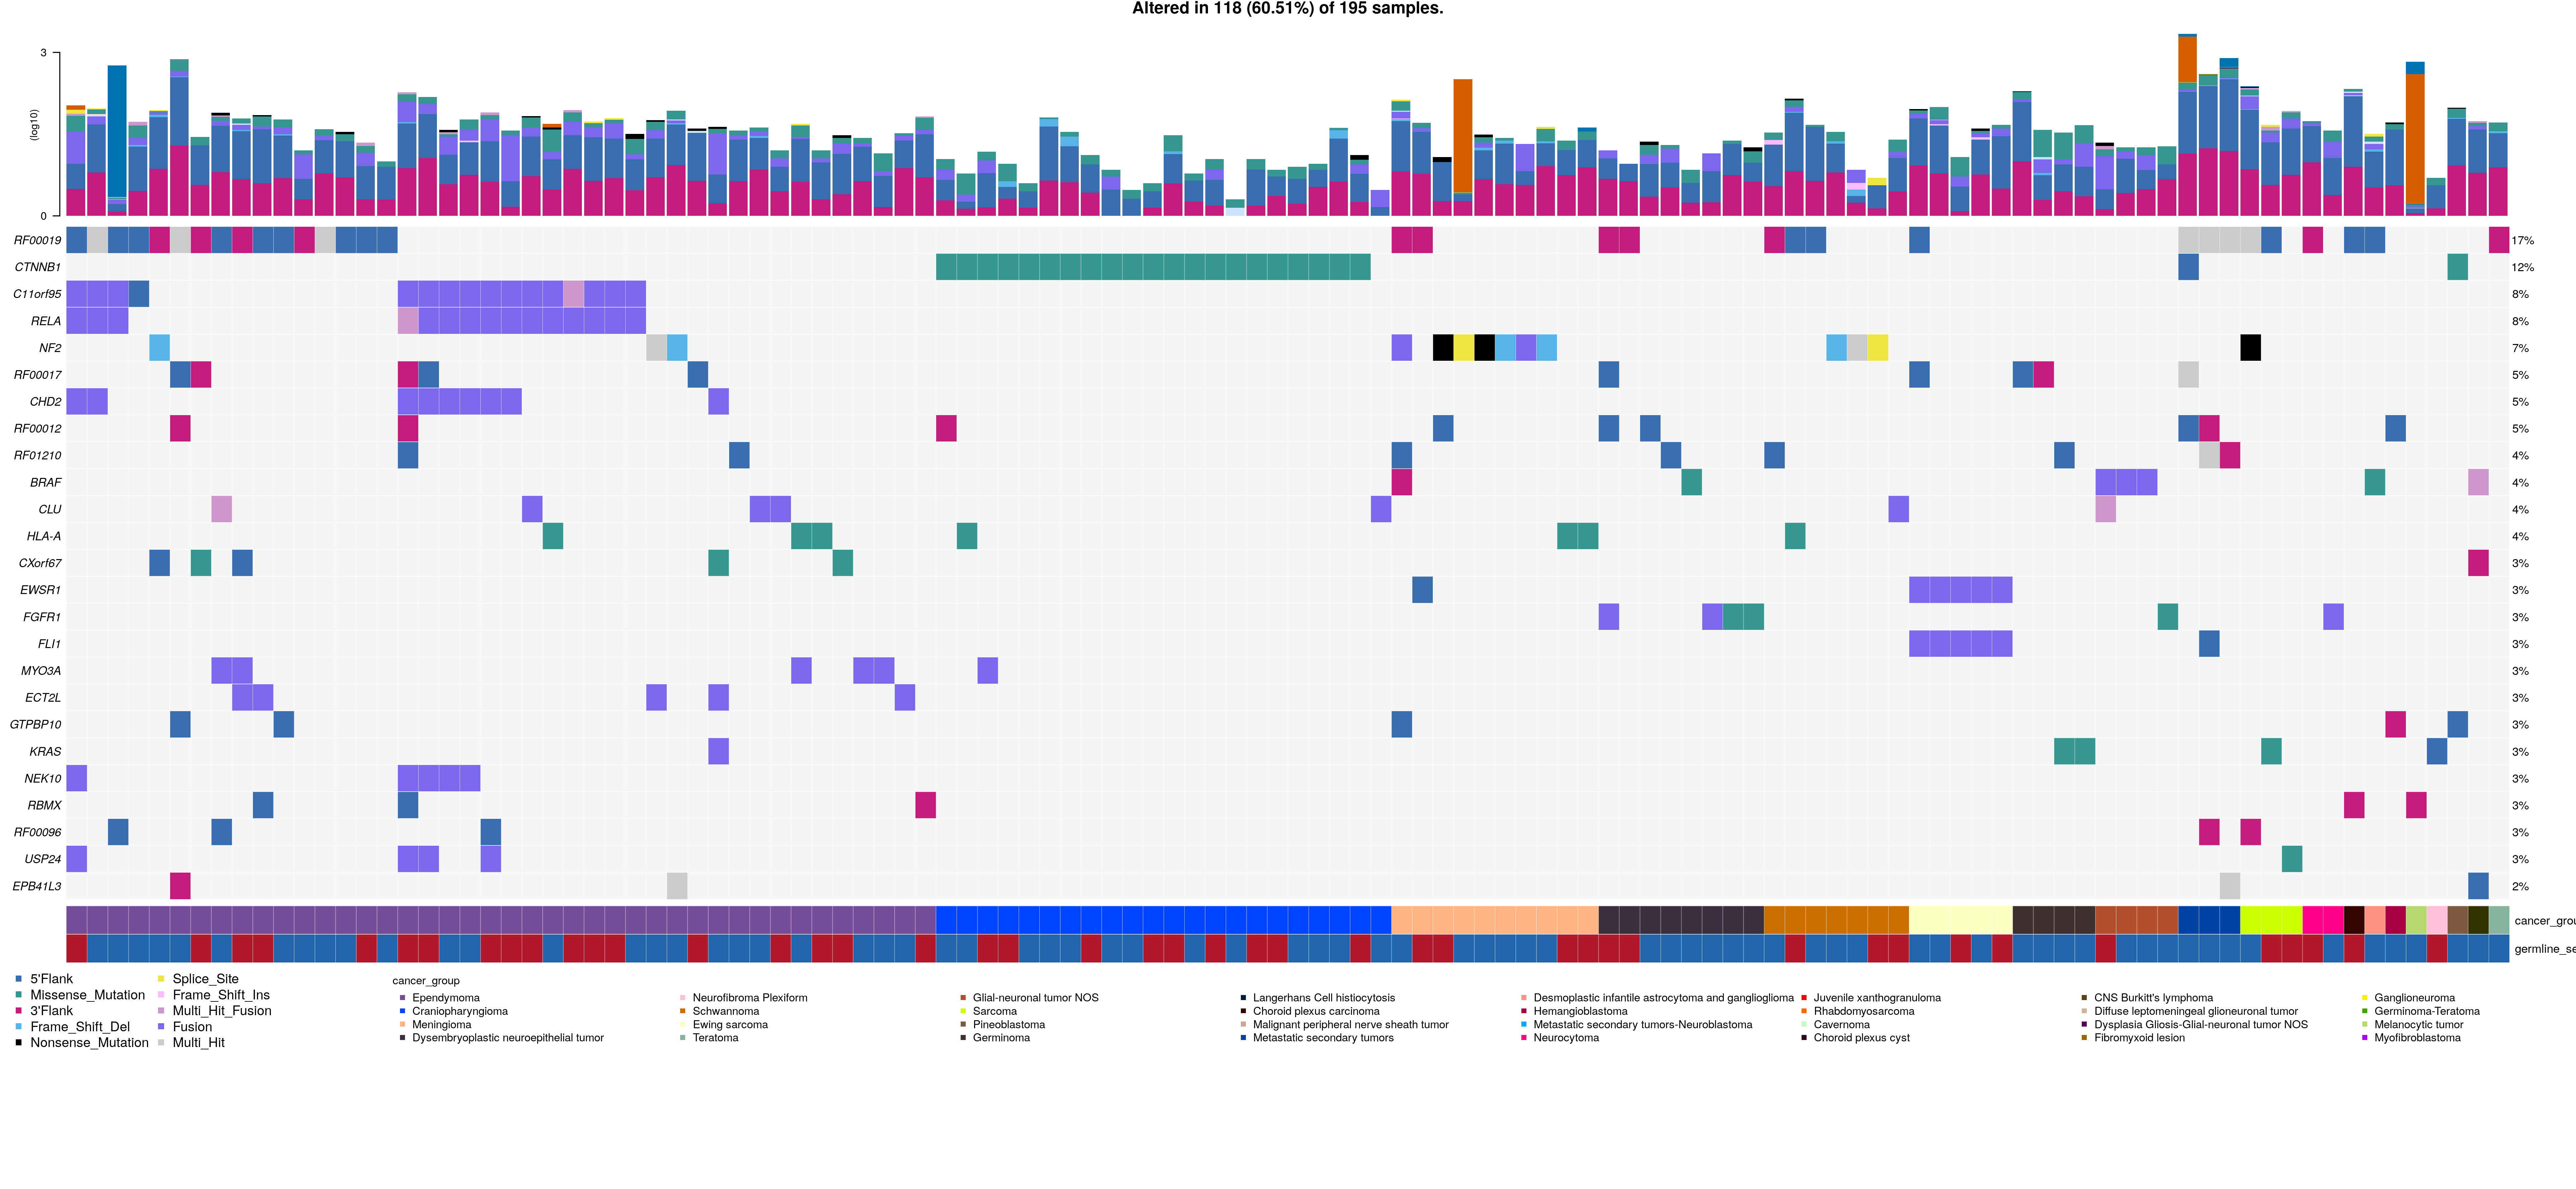 Altered in 118 (60.51%) of 195 samples.
3
(log10)
0
RF00019 17%
CTNNB1 12%
C11orf95 8%
RELA 8%
NF2 7%
RF00017 5%
CHD2 5%
RF00012 5%
RF01210 4%
BRAF 4%
CLU 4%
HLA-A 4%
CXorf67 3%
EWSR1 3%
FGFR1 3%
FLI1 3%
MYO3A 3%
ECT2L 3%
GTPBP10 3%
KRAS 3%
NEK10 3%
RBMX 3%
RF00096 3%
USP24 3%
EPB41L3 2%
cancer_grou
germline_se
5'Flank
Missense_Mutation
3'Flank
Frame_Shift_Del
Nonsense_Mutation
Splice_Site
Frame_Shift_Ins
Multi_Hit_Fusion
Fusion
Multi_Hit
cancer_group
Ependymoma
Craniopharyngioma
Meningioma
Dysembryoplastic neuroepithelial tumor
Neurofibroma Plexiform
Schwannoma
Ewing sarcoma
Teratoma
Glial-neuronal tumor NOS
Sarcoma
Pineoblastoma
Germinoma
Langerhans Cell histiocytosis
Choroid plexus carcinoma
Malignant peripheral nerve sheath tumor
Metastatic secondary tumors
Desmoplastic infantile astrocytoma and ganglioglioma
Hemangioblastoma
Metastatic secondary tumors-Neuroblastoma
Neurocytoma
Juvenile xanthogranuloma
Rhabdomyosarcoma
Cavernoma
Choroid plexus cyst
CNS Burkitt's lymphoma
Diffuse leptomeningeal glioneuronal tumor
Dysplasia Gliosis-Glial-neuronal tumor NOS
Fibromyxoid lesion
Ganglioneuroma
Germinoma-Teratoma
Melanocytic tumor
Myofibroblastoma